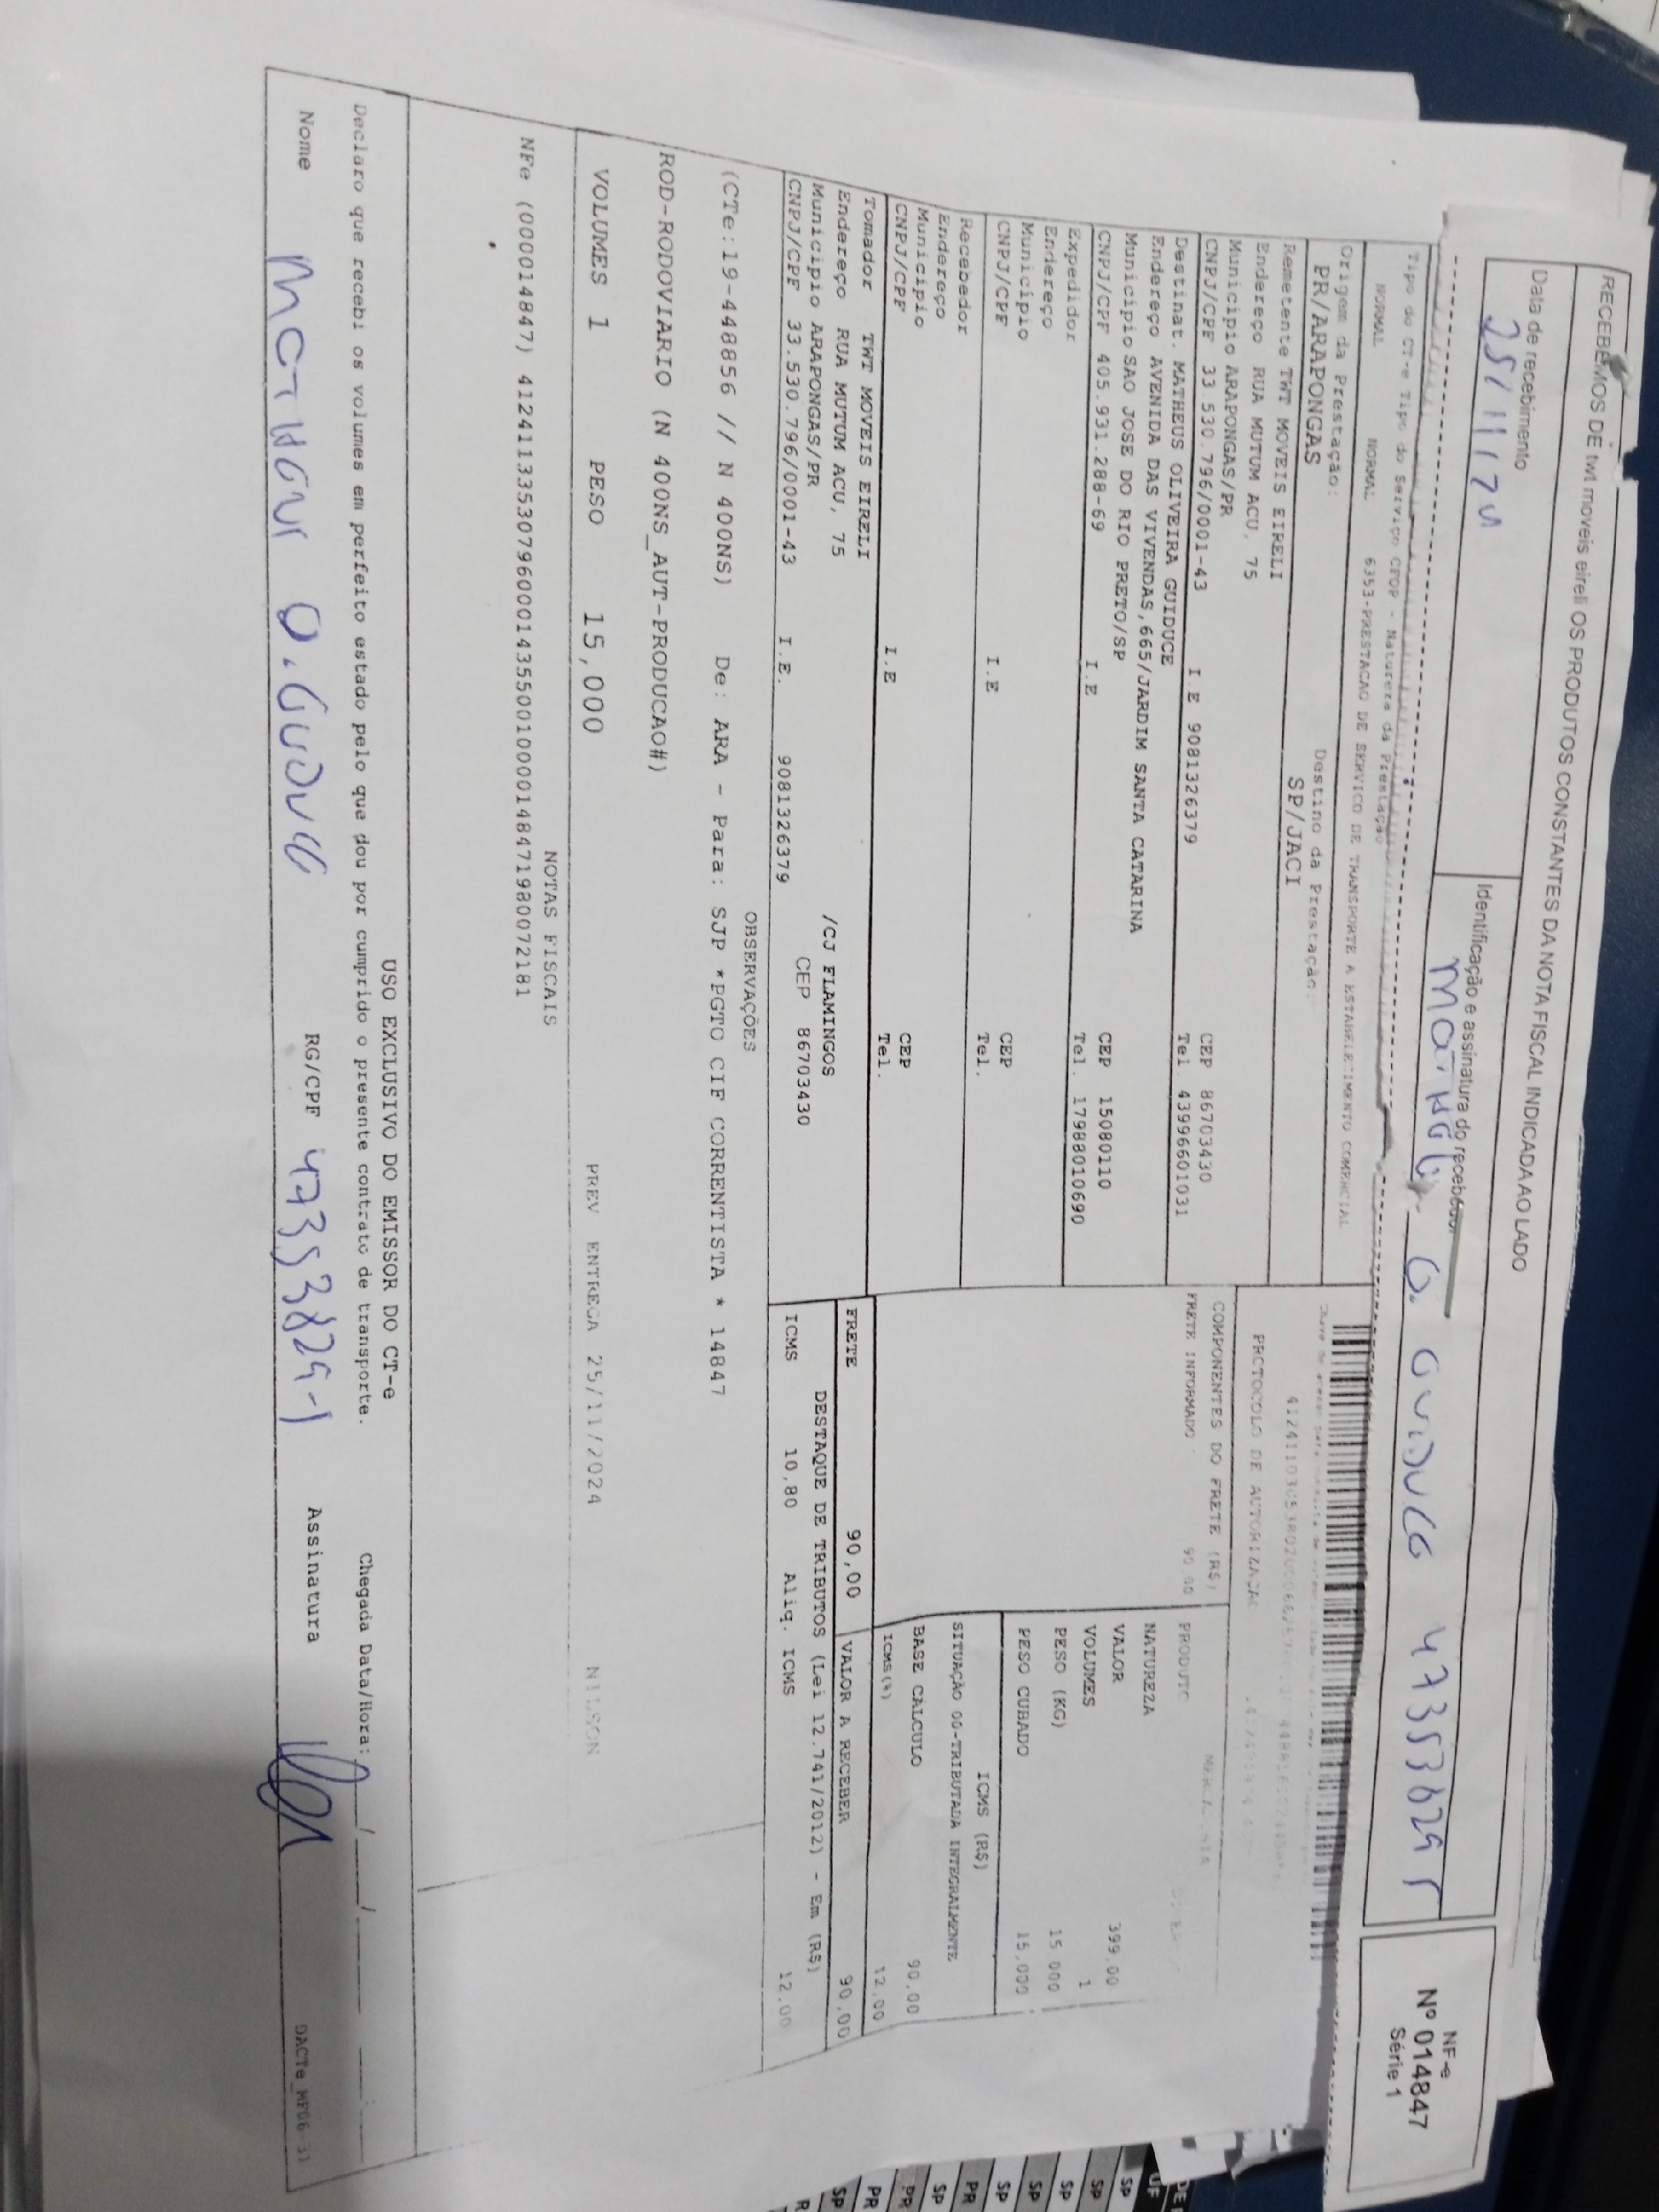 RECEBEMOS DE twt moveis eireli OS PRODUTOS CONSTANTES DA NOTA FISCAL INDICADA AO LADO
Data de recebimento
25/11/24
Identificação e assinatura do recebedor
NF-e
Nº 014847
Série 1
Tipo do CT-e Tipo do Serviço CFOP - Natureza da Prestação
NORMAL NORMAL 6353-PRESTACAO DE SERVICO DE TRANSPORTE A ESTABELECIMENTO COMERCIAL
Origem da Prestação: Destino da Prestação:
PR/ARAPONGAS SP/JACI
Remetente TWT MOVEIS EIRELI
Endereço RUA MUTUM ACU, 75
Município ARAPONGAS/PR CEP 86703430
CNPJ/CPF 33 530 796/0001-43 I.E 9081326379 Tel. 43996601031
Destinat. MATHEUS OLIVEIRA GUIDUCE
Endereço AVENIDA DAS VIVENDAS,665/JARDIM SANTA CATARINA
Município SAO JOSE DO RIO PRETO/SP CEP 15080110
CNPJ/CPF 405.931.288-69 I.E Tel. 17988010690
Expedidor
Endereço
Município CEP
CNPJ/CPF I.E Tel.
Recebedor
Endereço
Município CEP
CNPJ/CPF I.E Tel.
Tomador TWT MOVEIS EIRELI
Endereço RUA MUTUM ACU, 75 /CJ FLAMINGOS
Município ARAPONGAS/PR CEP 86703430
CNPJ/CPF 33.530.796/0001-43 I.E. 9081326379
PROTOCOLO DE AUTORIZAÇÃO
COMPONENTES DO FRETE (R$)
FRETE INFORMADO 90.00
PRODUTO
NATUREZA
VALOR 399,00
VOLUMES 1
PESO (KG) 15 000
PESO CUBADO 15,000
ICMS (R$)
SITUAÇÃO 00-TRIBUTADA INTEGRALMENTE
BASE CÁLCULO 90,00
ICMS(%) 12,00
FRETE 90,00 VALOR A RECEBER 90,00
DESTAQUE DE TRIBUTOS (Lei 12.741/2012) - Em (R$)
ICMS 10,80 Aliq. ICMS 12.00
OBSERVAÇÕES
(CTe:19-448856 // N 400NS) De: ARA - Para: SJP *PGTO CIF CORRENTISTA * 14847
ROD-RODOVIARIO (N 400NS_AUT-PRODUCAO#)
VOLUMES 1 PESO 15,000 PREV ENTREGA 25/11/2024 NILSON
NOTAS FISCAIS
NFe (000014847) 41241133530796000143550010000148471980072181
USO EXCLUSIVO DO EMISSOR DO CT-e
Declaro que recebi os volumes em perfeito estado pelo que dou por cumprido o presente contrato de transporte. Chegada Data/Hora: / / :
Nome RG/CPF Assinatura